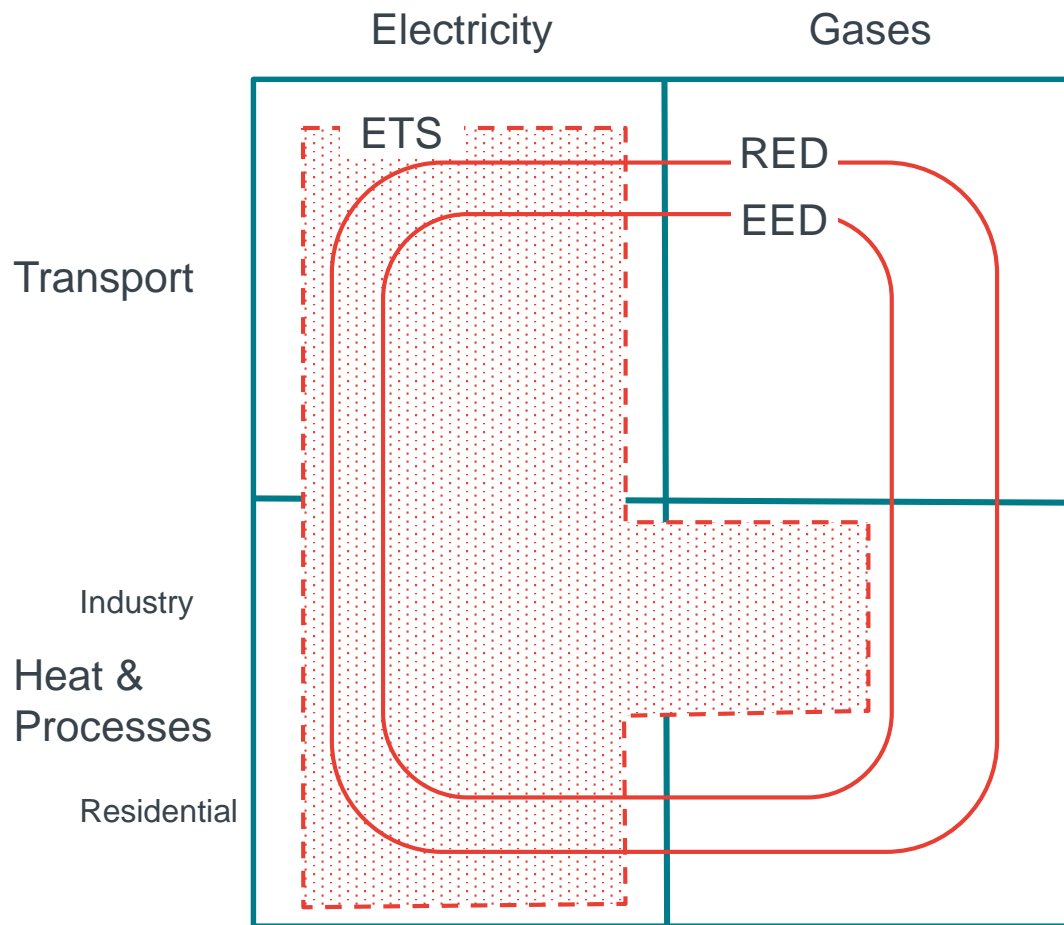 Electricity
Gases
ETS
RED
EED
Transport
Industry
Heat &
Processes
Residential